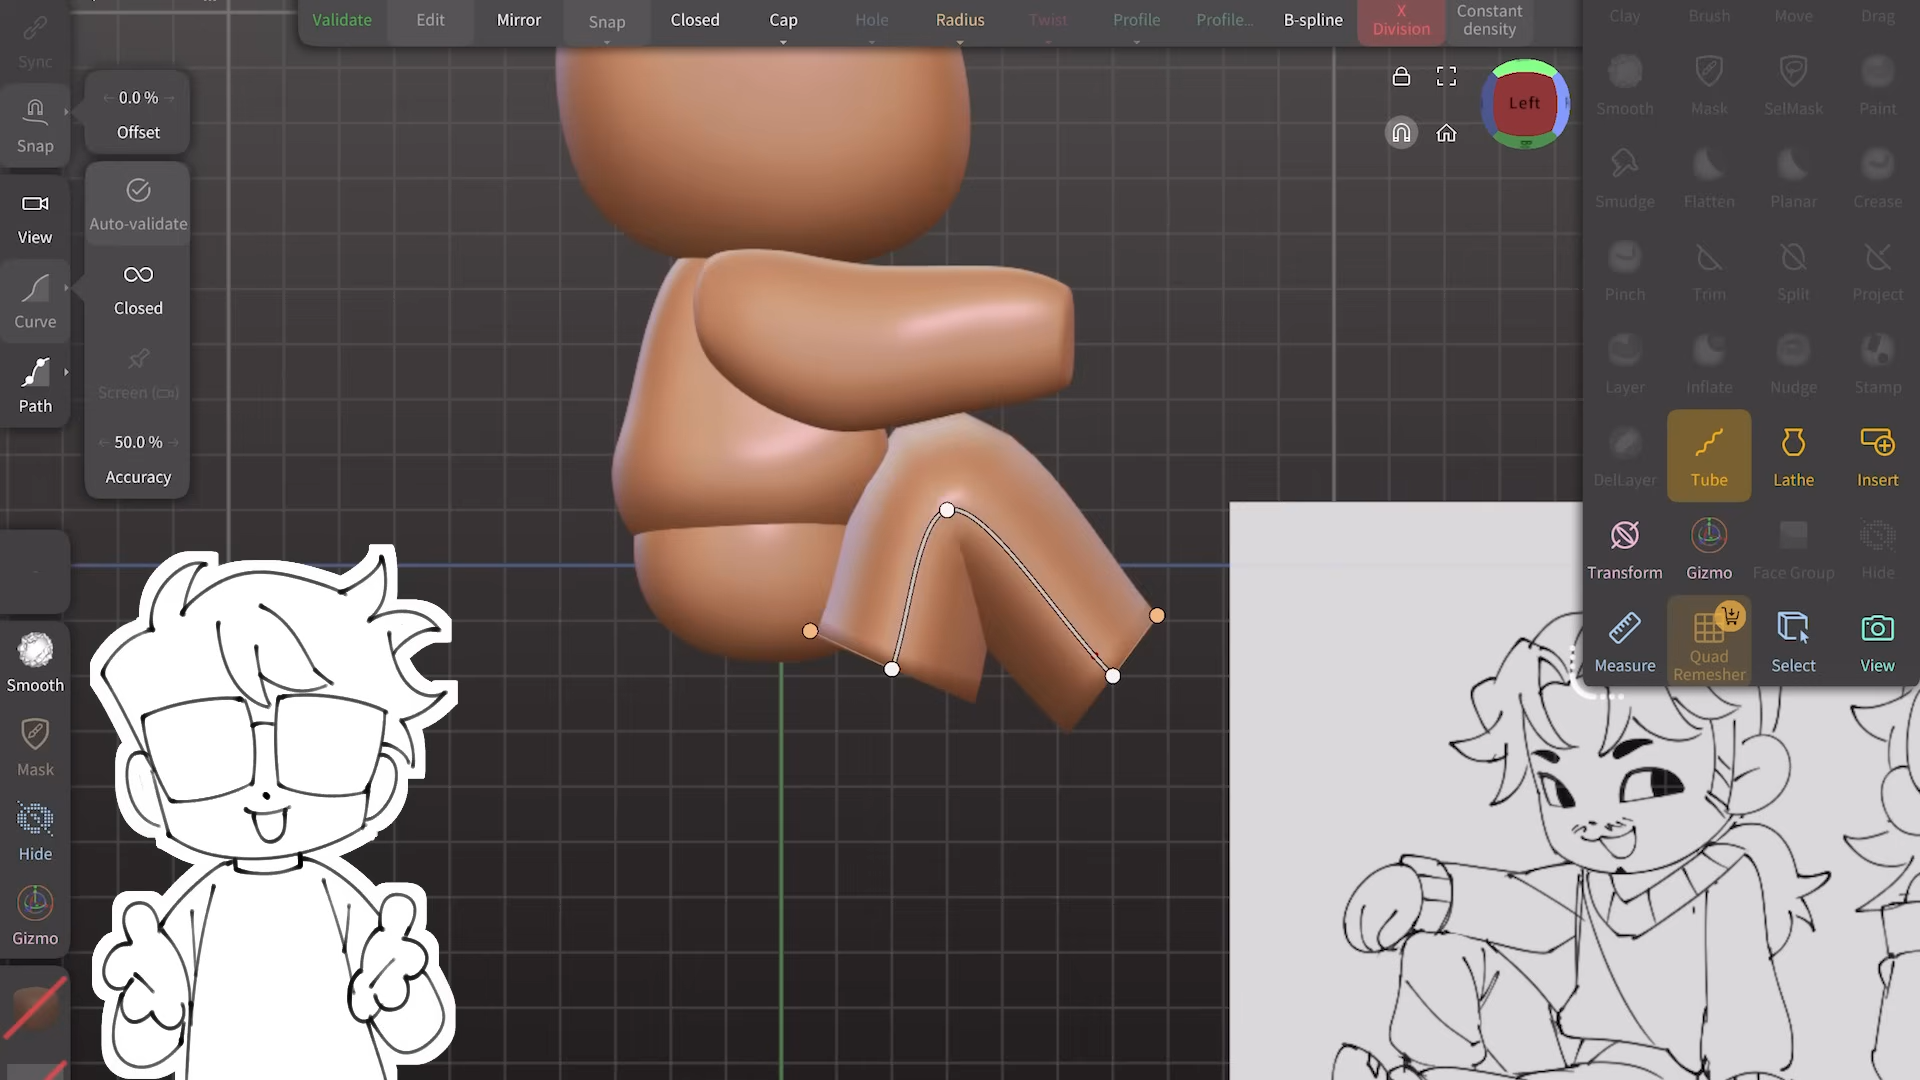 Validate
Edit
Mirror
Snap
Closed
Cap
Hole
Radius
Twist
Profile
Profile...
B-spline
X
Division
Constant
density
Sync
Snap
0.0 %
Offset
View
Auto-validate
Curve
Closed
Path
Screen
50.0 %
Accuracy
Smooth
Mask
Hide
Gizmo
Left
Clay
Brush
Move
Drag
Smooth
Mask
SelMask
Paint
Smudge
Flatten
Planar
Crease
Pinch
Trim
Split
Project
Layer
Inflate
Nudge
Stamp
DelLayer
Tube
Lathe
Insert
Transform
Gizmo
Face Group
Hide
Measure
Quad
Remesher
Select
View